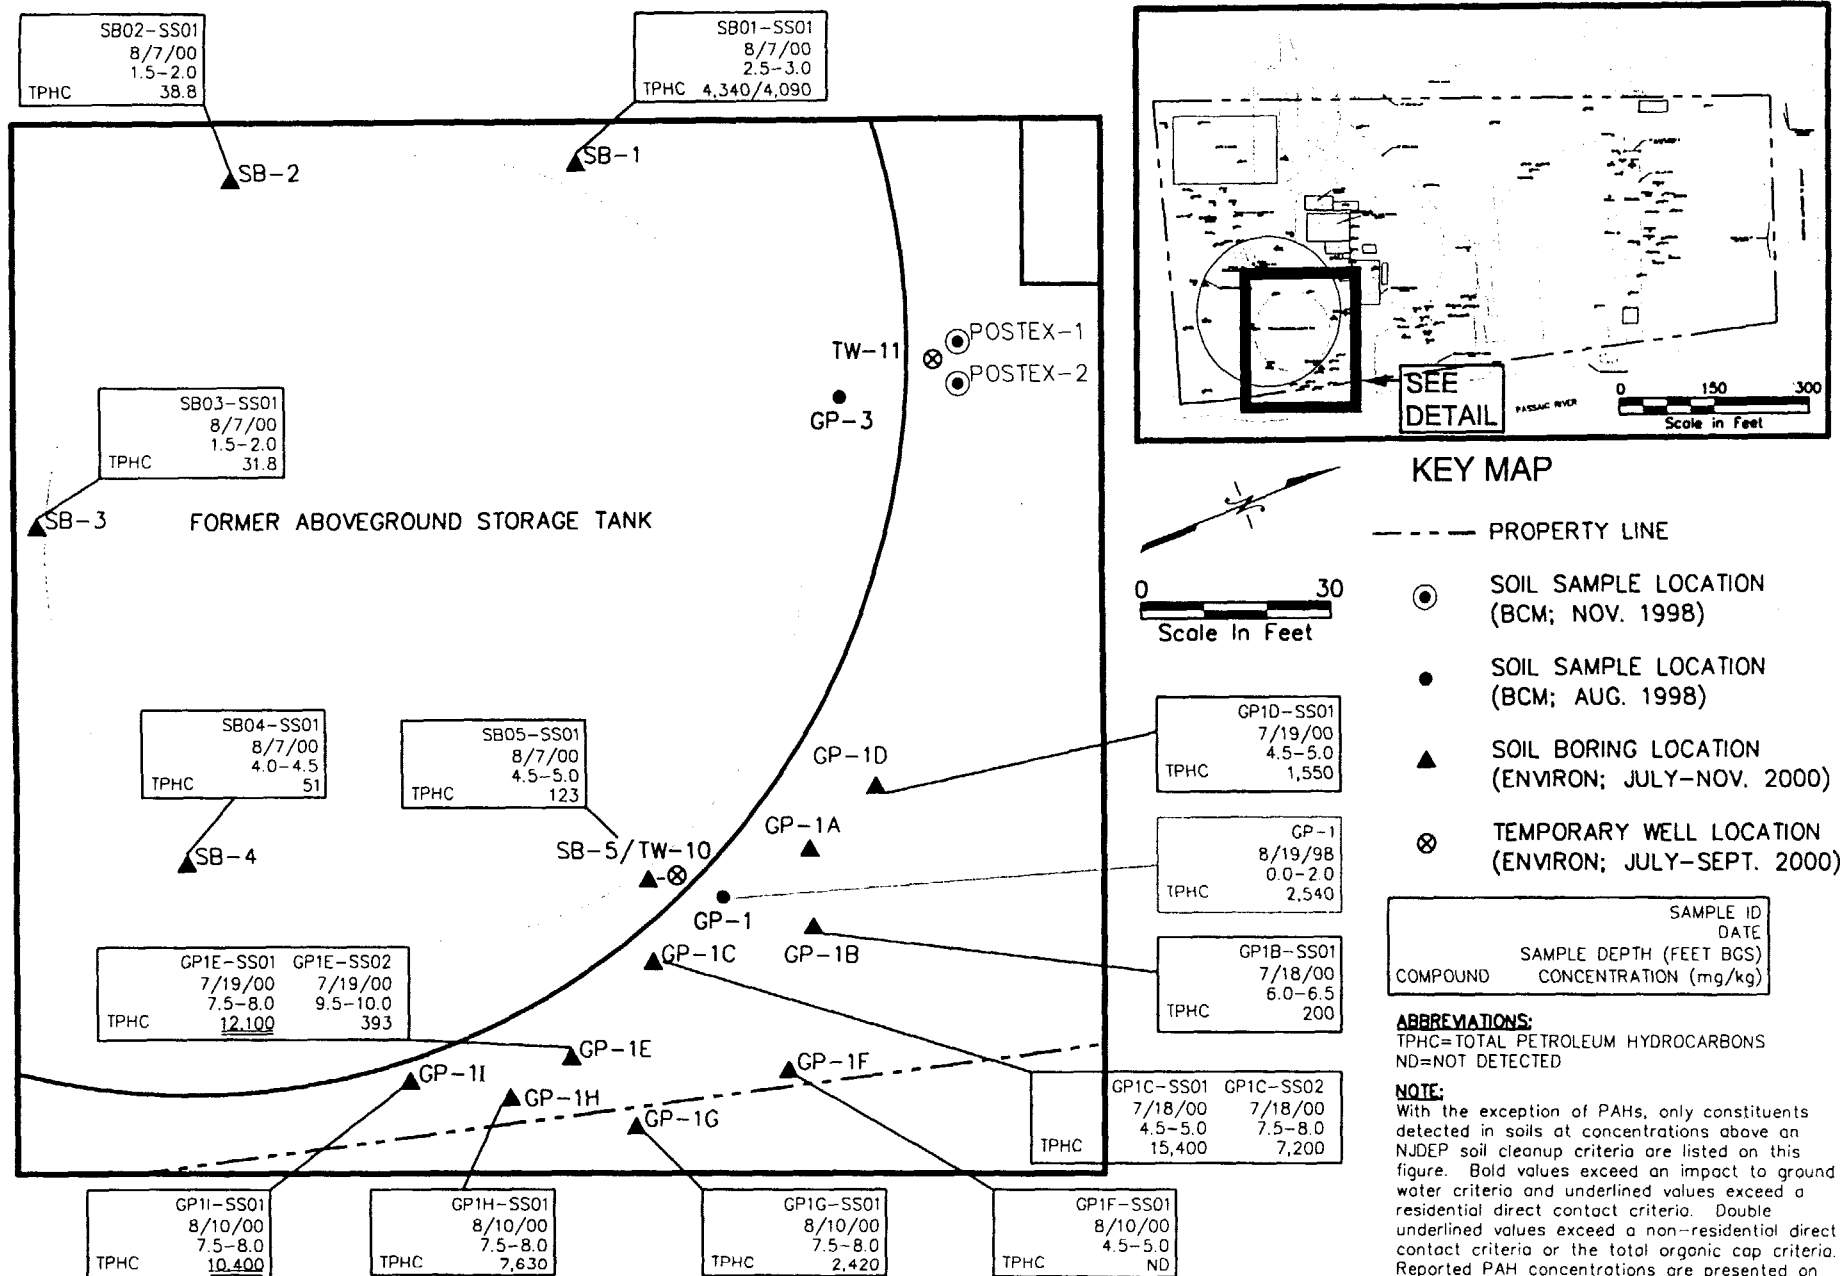 SB02-SS01
8/7/00
1.5-2.0
TPHC 38.8
SB01-SS01
8/7/00
2.5-3.0
TPHC 4,340/4,090
SB-2
SB-1
TW-11
POSTEX-1
POSTEX-2
GP-3
SB03-SS01
8/7/00
1.5-2.0
TPHC 31.8
SB-3
FORMER ABOVEGROUND STORAGE TANK
SB04-SS01
8/7/00
4.0-4.5
TPHC 51
SB-4
SB05-SS01
8/7/00
4.5-5.0
TPHC 123
SB-5/TW-10
GP-1D
GP-1A
GP-1
GP-1B
GP-1C
GP1E-SS01 GP1E-SS02
7/19/00 7/19/00
7.5-8.0 9.5-10.0
TPHC 12,100 393
GP-1E
GP-1I
GP-1H
GP-1F
GP-1G
GP1D-SS01
7/19/00
4.5-5.0
TPHC 1,550
GP-1
8/19/98
0.0-2.0
TPHC 2,540
GP1B-SS01
7/18/00
6.0-6.5
TPHC 200
GP1C-SS01 GP1C-SS02
7/18/00 7/18/00
4.5-5.0 7.5-8.0
TPHC 15,400 7,200
GP1I-SS01
8/10/00
7.5-8.0
TPHC 10,400
GP1H-SS01
8/10/00
7.5-8.0
TPHC 7,630
GP1G-SS01
8/10/00
7.5-8.0
TPHC 2,420
GP1F-SS01
8/10/00
4.5-5.0
TPHC ND
SEE
DETAIL
PASSAIC RIVER
0 150 300
Scale in Feet
KEY MAP
0 30
Scale In Feet
PROPERTY LINE
SOIL SAMPLE LOCATION
(BCM; NOV. 1998)
SOIL SAMPLE LOCATION
(BCM; AUG. 1998)
SOIL BORING LOCATION
(ENVIRON; JULY-NOV. 2000)
TEMPORARY WELL LOCATION
(ENVIRON; JULY-SEPT. 2000)
SAMPLE ID
DATE
SAMPLE DEPTH (FEET BGS)
COMPOUND CONCENTRATION (mg/kg)
ABBREVIATIONS:
TPHC=TOTAL PETROLEUM HYDROCARBONS
ND=NOT DETECTED
NOTE:
With the exception of PAHs, only constituents
detected in soils at concentrations above an
NJDEP soil cleanup criteria are listed on this
figure. Bold values exceed an impact to ground
water criteria and underlined values exceed a
residential direct contact criteria. Double
underlined values exceed a non-residential direct
contact criteria or the total organic cap criteria.
Reported PAH concentrations are presented on